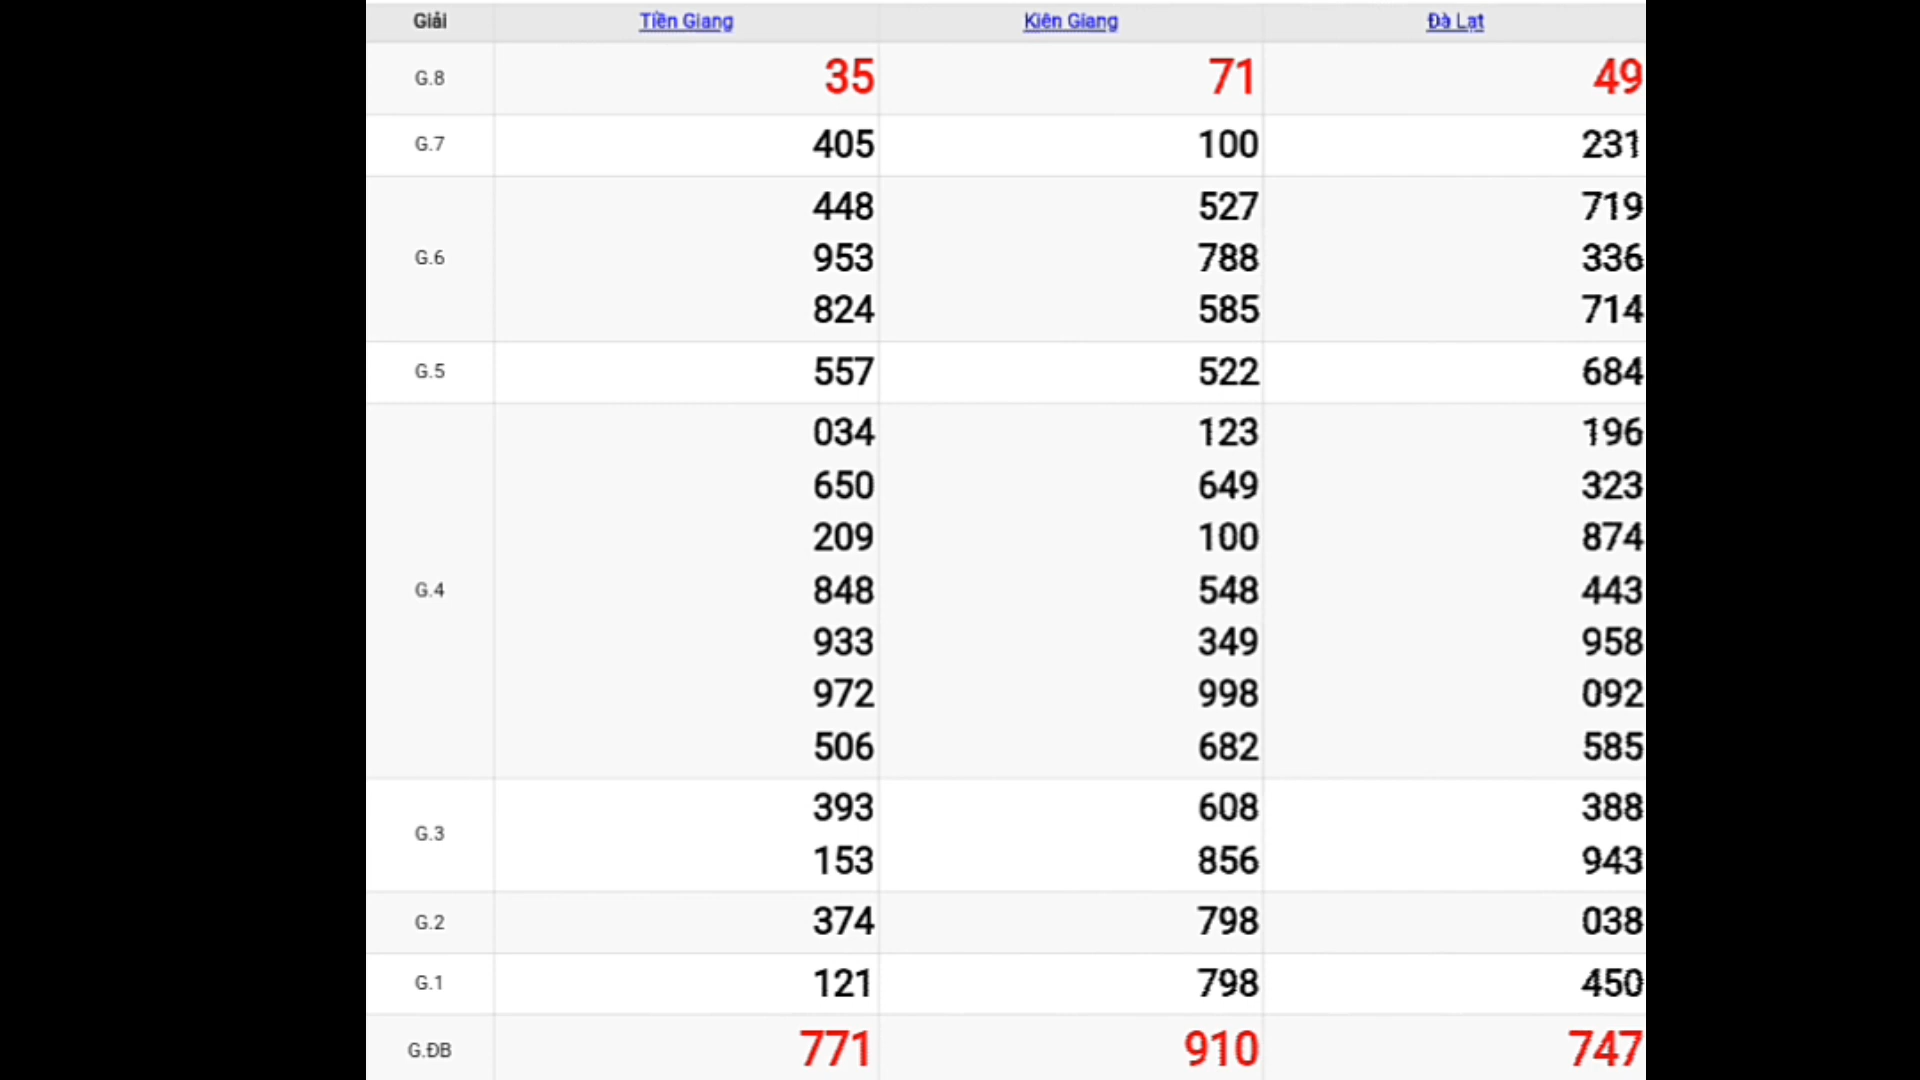 Giải Tiền Giang Kiên Giang Đà Lạt
G.8 35 71 49
G.7 405 100 231
448 527 719
G.6 953 788 336
824 585 714
G.5 557 522 684
034 123 196
650 649 323
209 100 874
G.4 848 548 443
933 349 958
972 998 092
506 682 585
393 608 388
G.3
153 856 943
G.2 374 798 038
G.1 121 798 450
G.ĐB 771 910 747